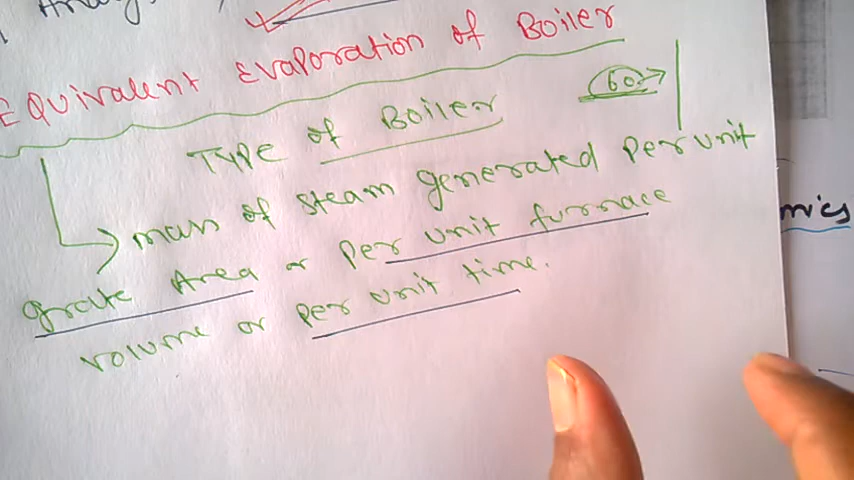 Equivalent Evaporation of Boiler
Type of Boiler
60%
mass of steam generated per unit
grate Area or per unit furnace
volume or per unit time.
mics